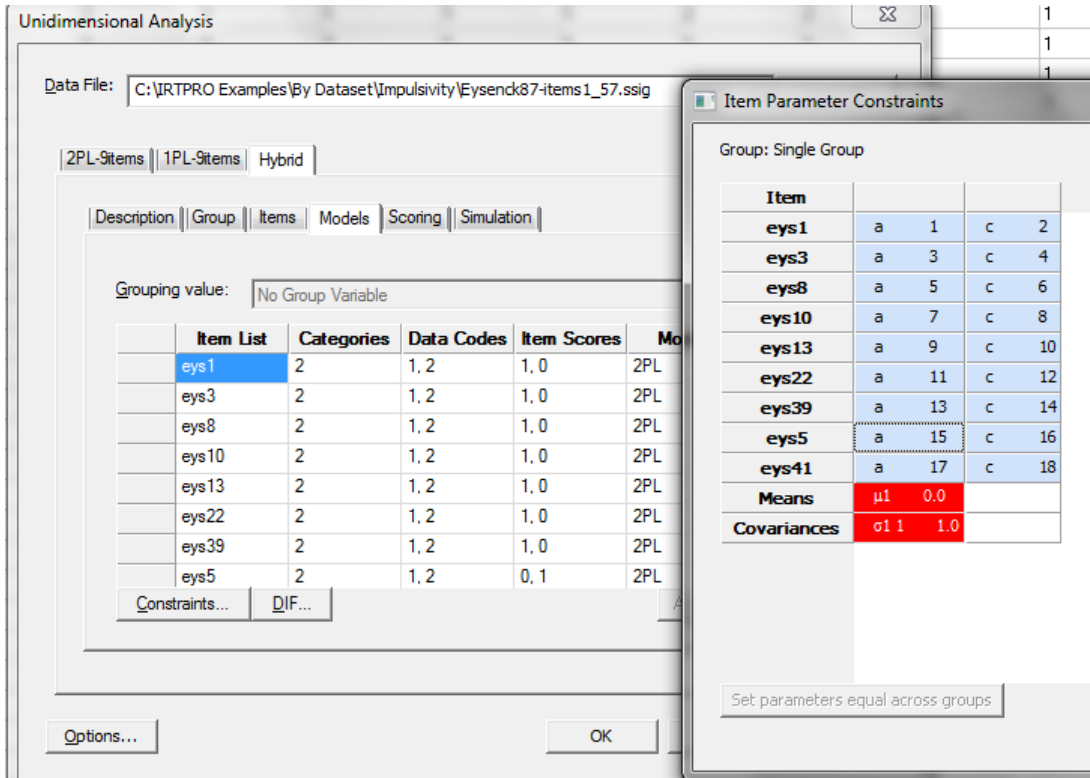 Unidimensional Analysis
Data File: C:\IRTPRO Examples\By Dataset\Impulsivity\Eysenck87-items1_57.ssig
2PL-9items 1PL-9items Hybrid
Description Group Items Models Scoring Simulation
Grouping value: No Group Variable
Item List Categories Data Codes Item Scores Mo
eys1 2 1, 2 1, 0 2PL
eys3 2 1, 2 1, 0 2PL
eys8 2 1, 2 1, 0 2PL
eys10 2 1, 2 1, 0 2PL
eys13 2 1, 2 1, 0 2PL
eys22 2 1, 2 1, 0 2PL
eys39 2 1, 2 1, 0 2PL
eys5 2 1, 2 0, 1 2PL
Constraints... DIF...
Options... OK
1
1
1
Item Parameter Constraints
Group: Single Group
Item
eys1 a 1 c 2
eys3 a 3 c 4
eys8 a 5 c 6
eys10 a 7 c 8
eys13 a 9 c 10
eys22 a 11 c 12
eys39 a 13 c 14
eys5 a 15 c 16
eys41 a 17 c 18
Means μ1 0.0
Covariances σ1 1 1.0
Set parameters equal across groups